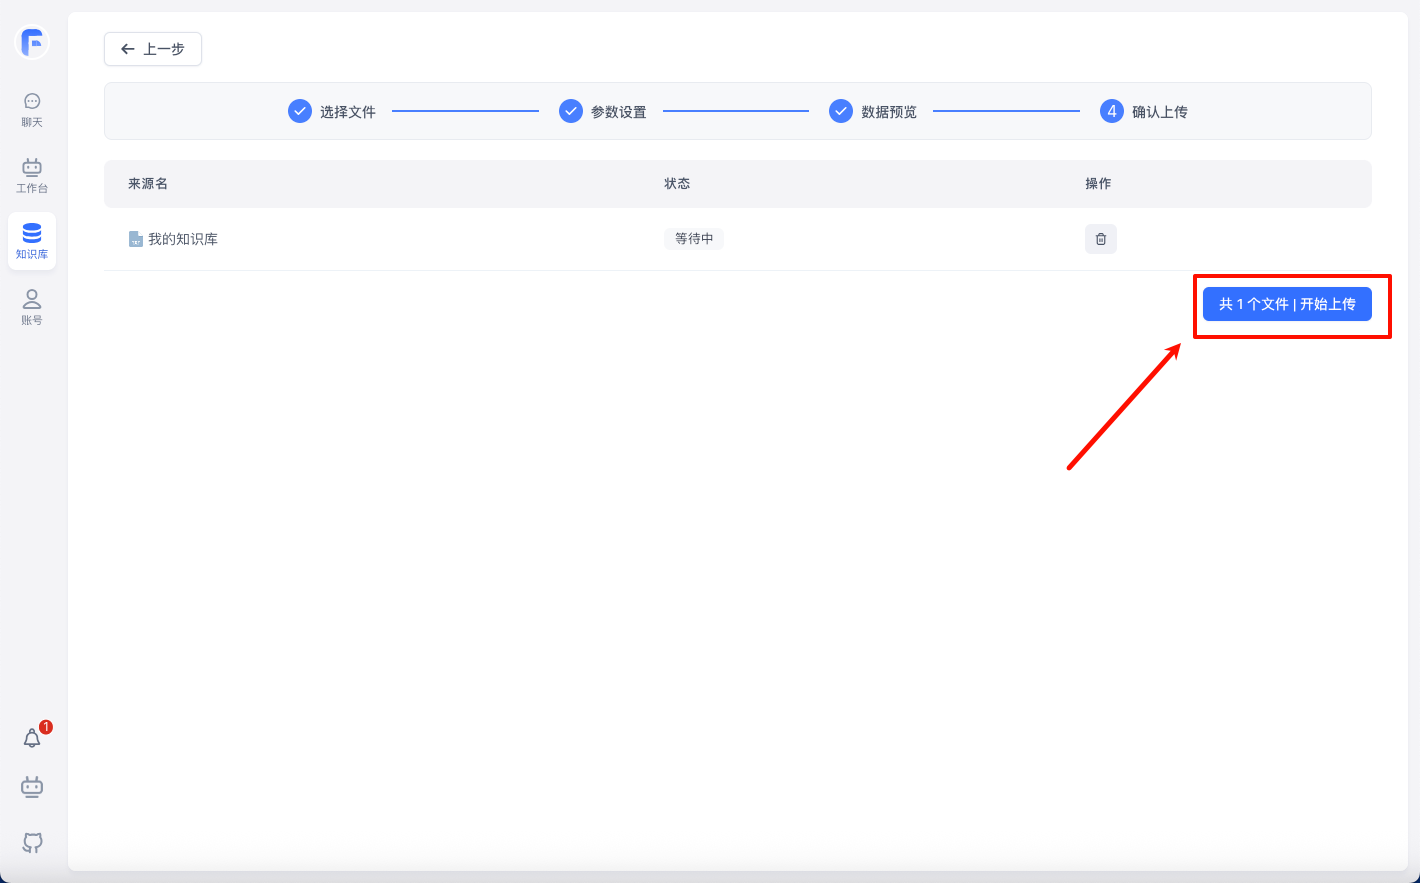 上一步
选择文件
参数设置
数据预览
4 确认上传
聊天
工作台
知识库
账号
来源名 状态 操作
我的知识库 等待中
共 1 个文件 | 开始上传
1